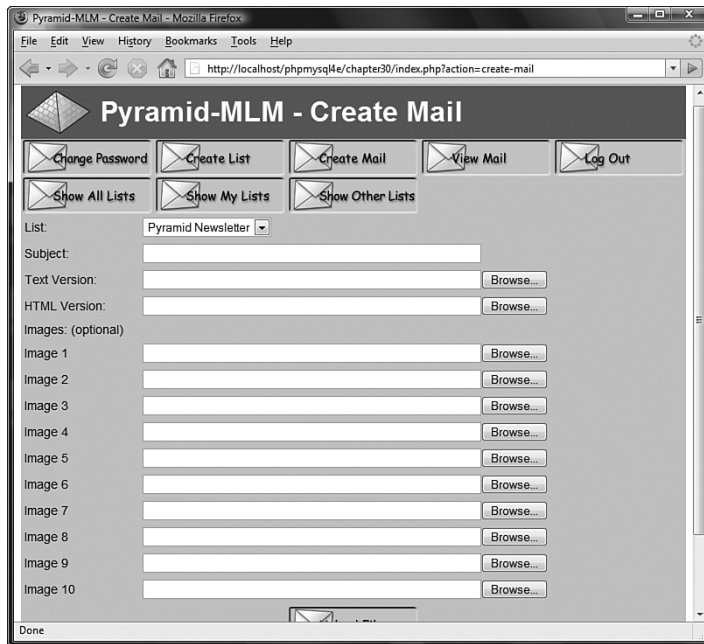 Pyramid-MLM - Create Mail - Mozilla Firefox
File Edit View History Bookmarks Tools Help
http://localhost/phpmysql4e/chapter30/index.php?action=create-mail
Pyramid-MLM - Create Mail
Change Password Create List Create Mail View Mail Log Out
Show All Lists Show My Lists Show Other Lists
List: Pyramid Newsletter
Subject:
Text Version: Browse...
HTML Version: Browse...
Images: (optional)
Image 1 Browse...
Image 2 Browse...
Image 3 Browse...
Image 4 Browse...
Image 5 Browse...
Image 6 Browse...
Image 7 Browse...
Image 8 Browse...
Image 9 Browse...
Image 10 Browse...
Done